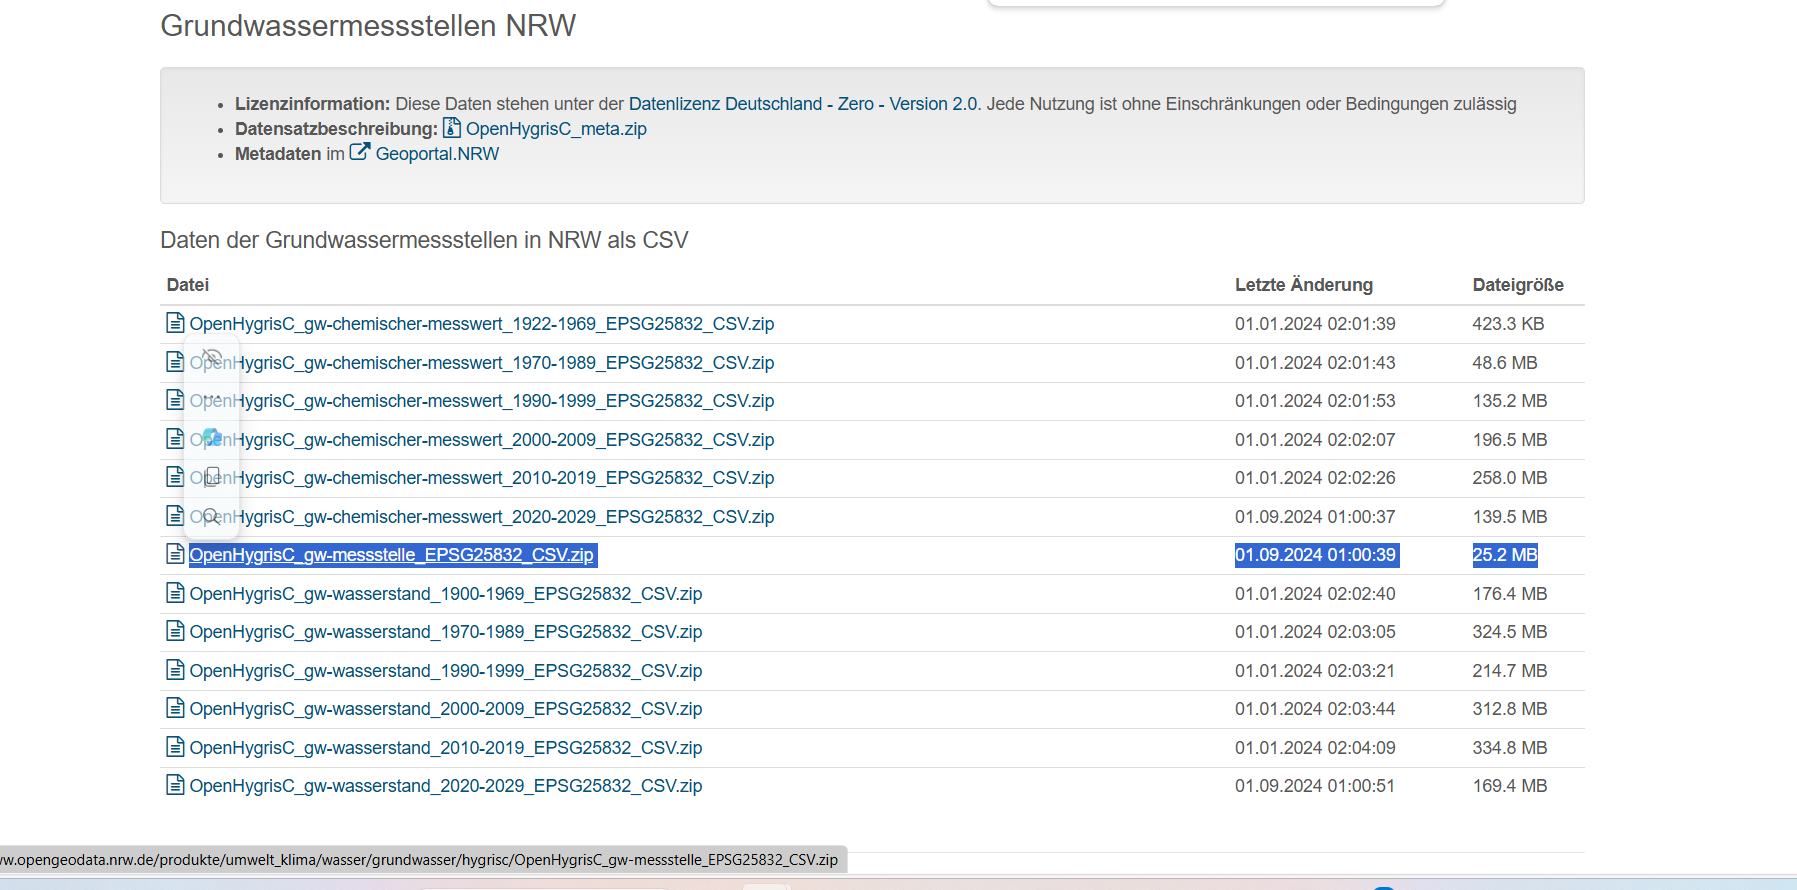 Grundwassermessstellen NRW
Lizenzinformation: Diese Daten stehen unter der Datenlizenz Deutschland - Zero - Version 2.0. Jede Nutzung ist ohne Einschränkungen oder Bedingungen zulässig
Datensatzbeschreibung: OpenHygrisC_meta.zip
Metadaten im Geoportal.NRW
Daten der Grundwassermessstellen in NRW als CSV
Datei Letzte Änderung Dateigröße
OpenHygrisC_gw-chemischer-messwert_1922-1969_EPSG25832_CSV.zip 01.01.2024 02:01:39 423.3 KB
OpenHygrisC_gw-chemischer-messwert_1970-1989_EPSG25832_CSV.zip 01.01.2024 02:01:43 48.6 MB
OpenHygrisC_gw-chemischer-messwert_1990-1999_EPSG25832_CSV.zip 01.01.2024 02:01:53 135.2 MB
OpenHygrisC_gw-chemischer-messwert_2000-2009_EPSG25832_CSV.zip 01.01.2024 02:02:07 196.5 MB
OpenHygrisC_gw-chemischer-messwert_2010-2019_EPSG25832_CSV.zip 01.01.2024 02:02:26 258.0 MB
OpenHygrisC_gw-chemischer-messwert_2020-2029_EPSG25832_CSV.zip 01.09.2024 01:00:37 139.5 MB
OpenHygrisC_gw-messstelle_EPSG25832_CSV.zip 01.09.2024 01:00:39 25.2 MB
OpenHygrisC_gw-wasserstand_1900-1969_EPSG25832_CSV.zip 01.01.2024 02:02:40 176.4 MB
OpenHygrisC_gw-wasserstand_1970-1989_EPSG25832_CSV.zip 01.01.2024 02:03:05 324.5 MB
OpenHygrisC_gw-wasserstand_1990-1999_EPSG25832_CSV.zip 01.01.2024 02:03:21 214.7 MB
OpenHygrisC_gw-wasserstand_2000-2009_EPSG25832_CSV.zip 01.01.2024 02:03:44 312.8 MB
OpenHygrisC_gw-wasserstand_2010-2019_EPSG25832_CSV.zip 01.01.2024 02:04:09 334.8 MB
OpenHygrisC_gw-wasserstand_2020-2029_EPSG25832_CSV.zip 01.09.2024 01:00:51 169.4 MB
w.opengeodata.nrw.de/produkte/umwelt_klima/wasser/grundwasser/hygrisc/OpenHygrisC_gw-messstelle_EPSG25832_CSV.zip